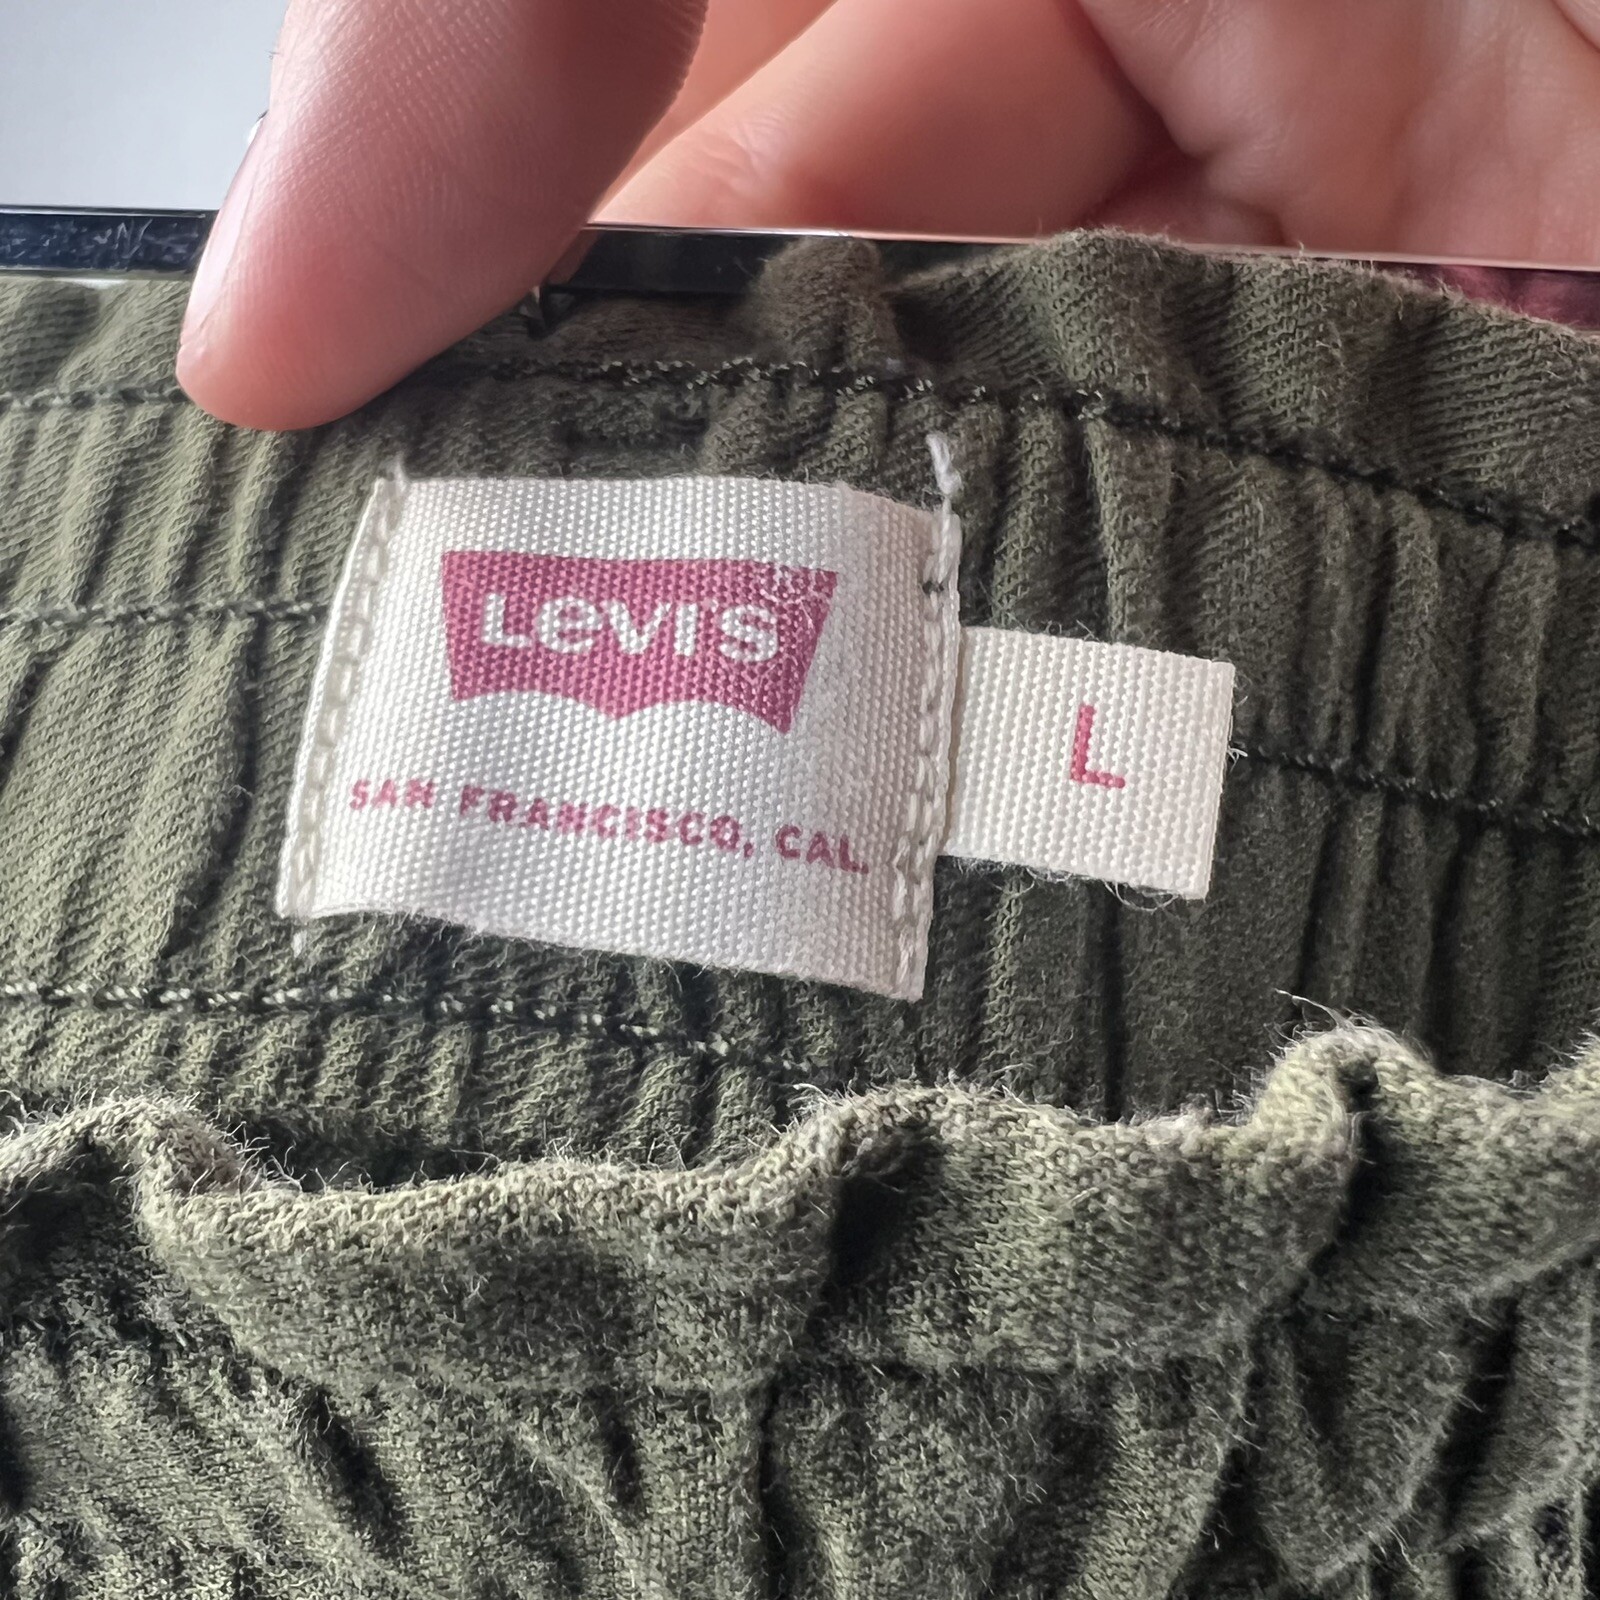 Levi's
L
SAN FRANCISCO, CAL.